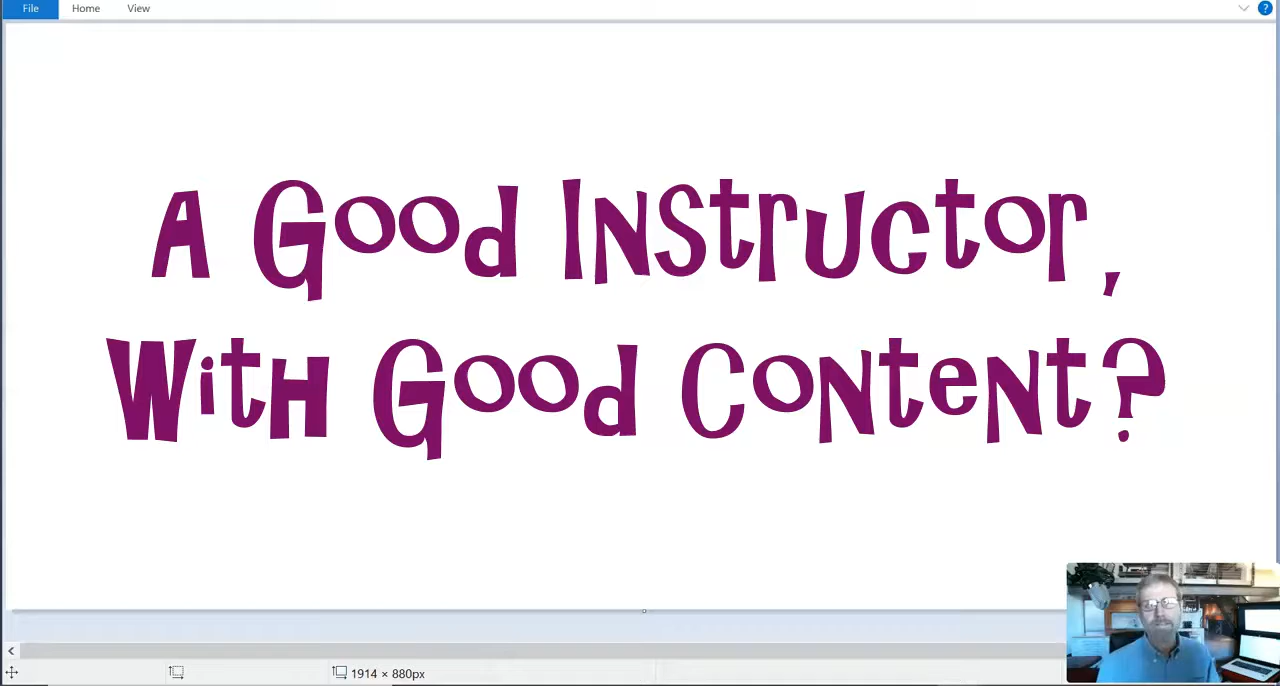 File Home View
A Good Instructor,
With Good Content?
1914 × 880px